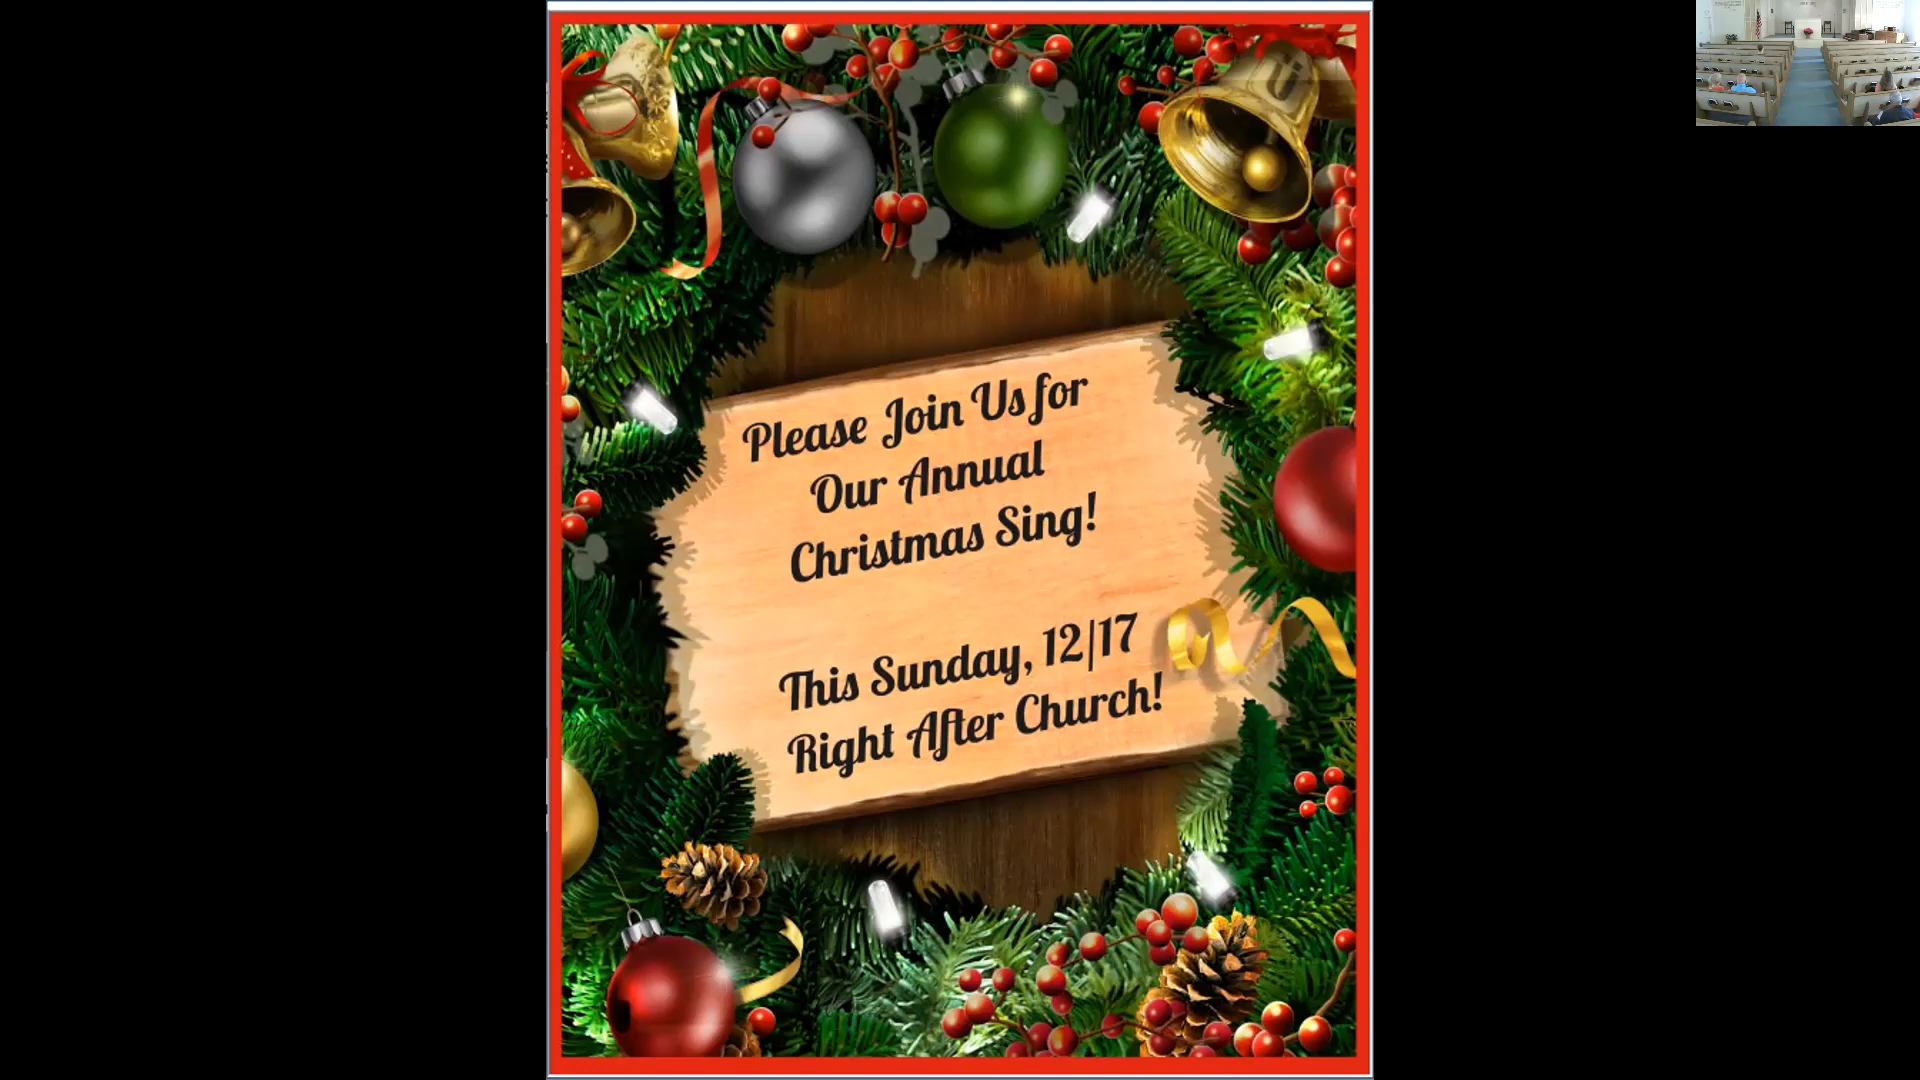 Please Join Us for
Our Annual
Christmas Sing!
This Sunday, 12/17
Right After Church!